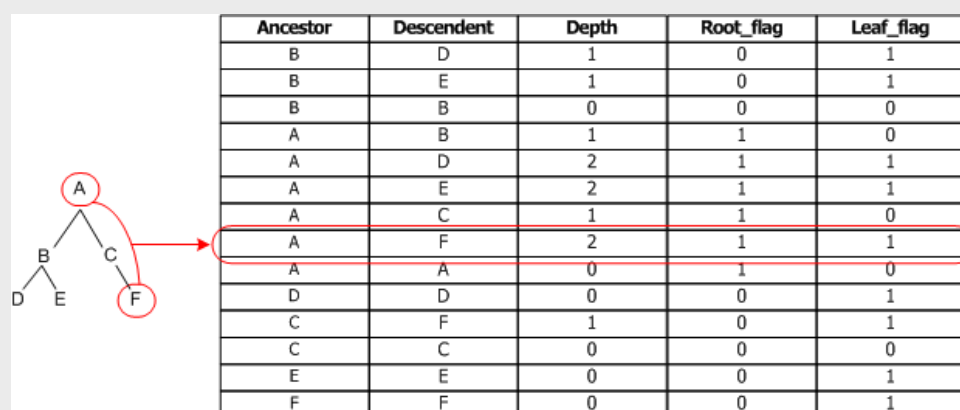 Ancestor Descendent Depth Root_flag Leaf_flag
B D 1 0 1
B E 1 0 1
B B 0 0 0
A B 1 1 0
A D 2 1 1
A E 2 1 1
A C 1 1 0
A F 2 1 1
A A 0 1 0
D D 0 0 1
C F 1 0 1
C C 0 0 0
E E 0 0 1
F F 0 0 1
A
B C
D E F